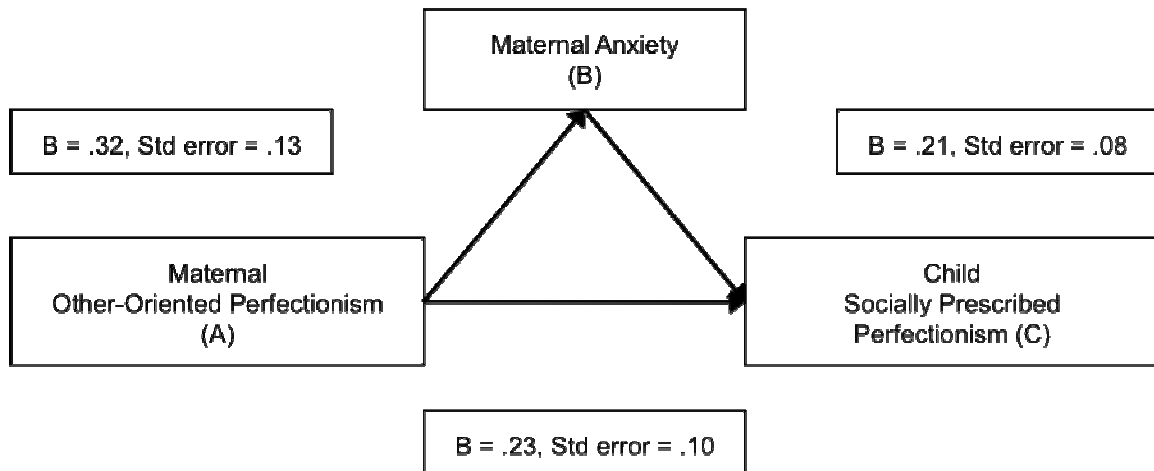 Maternal Anxiety
(B)
B = .32, Std error = .13
B = .21, Std error = .08
Maternal
Other-Oriented Perfectionism
(A)
Child
Socially Prescribed
Perfectionism (C)
B = .23, Std error = .10